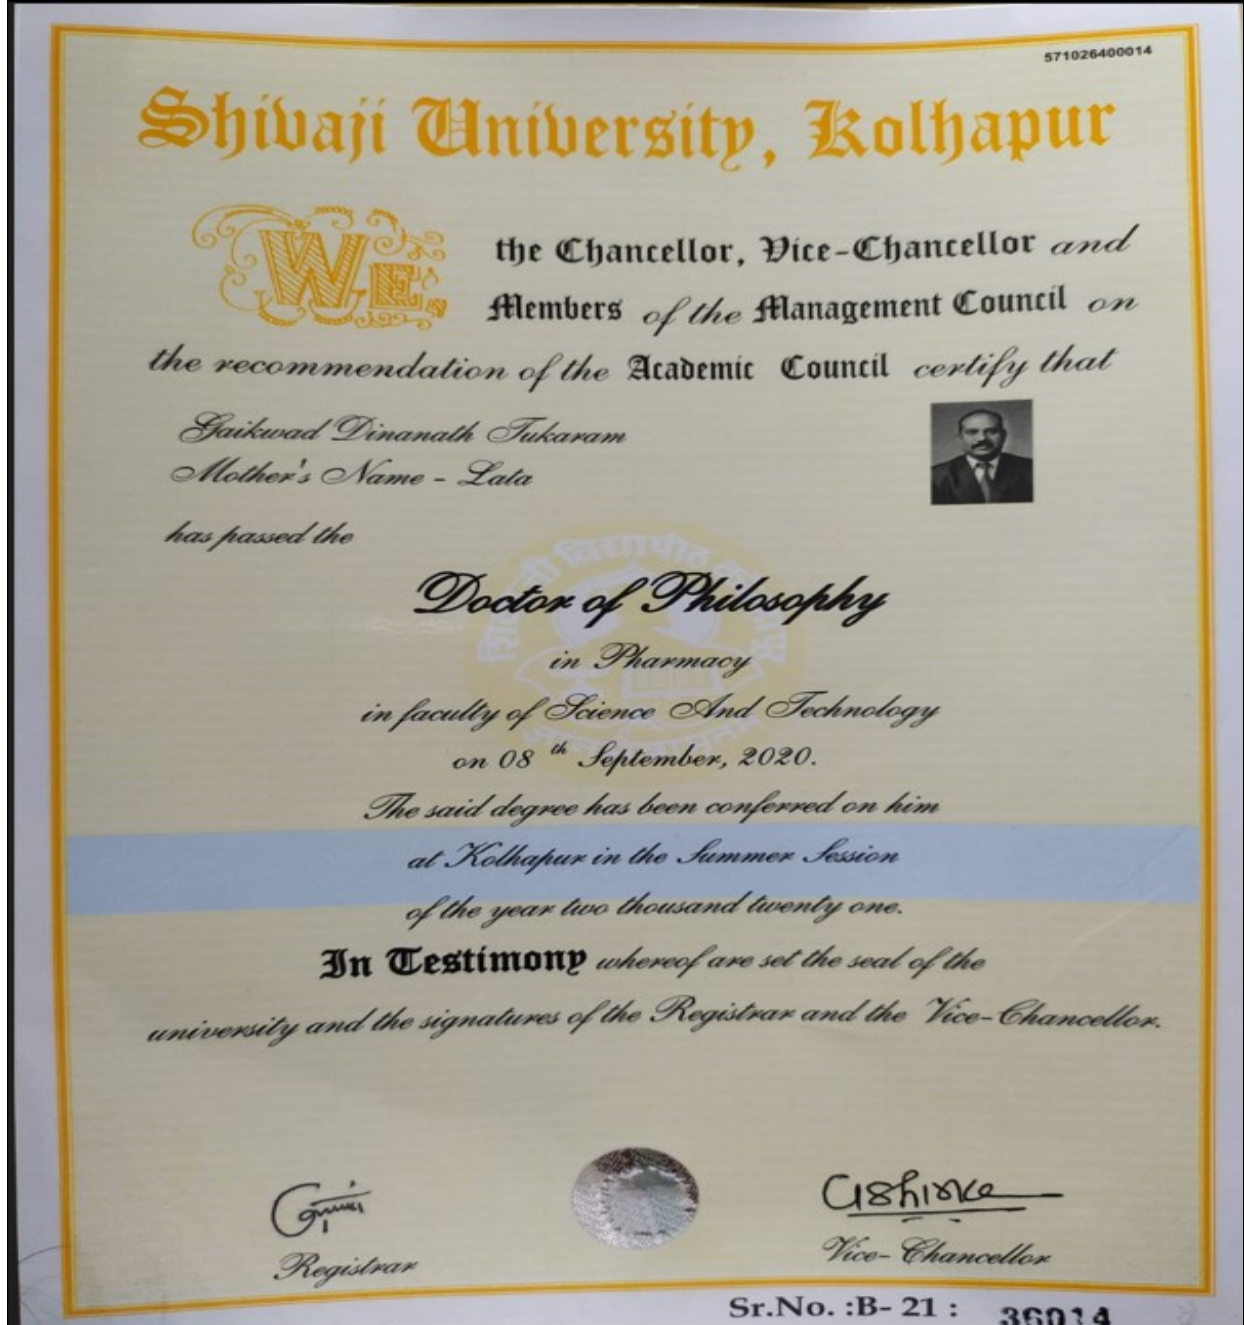 571026400014
Shivaji University, Kolhapur
WE, the Chancellor, Vice-Chancellor and
Members of the Management Council on
the recommendation of the Academic Council certify that
Gaikwad Dinanath Tukaram
Mother's Name - Lata
has passed the
Doctor of Philosophy
in Pharmacy
in faculty of Science And Technology
on 08 th September, 2020.
The said degree has been conferred on him
at Kolhapur in the Summer Session
of the year two thousand twenty one.
In Testimony whereof are set the seal of the
university and the signatures of the Registrar and the Vice-Chancellor.
Registrar
Vice-Chancellor
Sr.No. :B- 21 : 36014